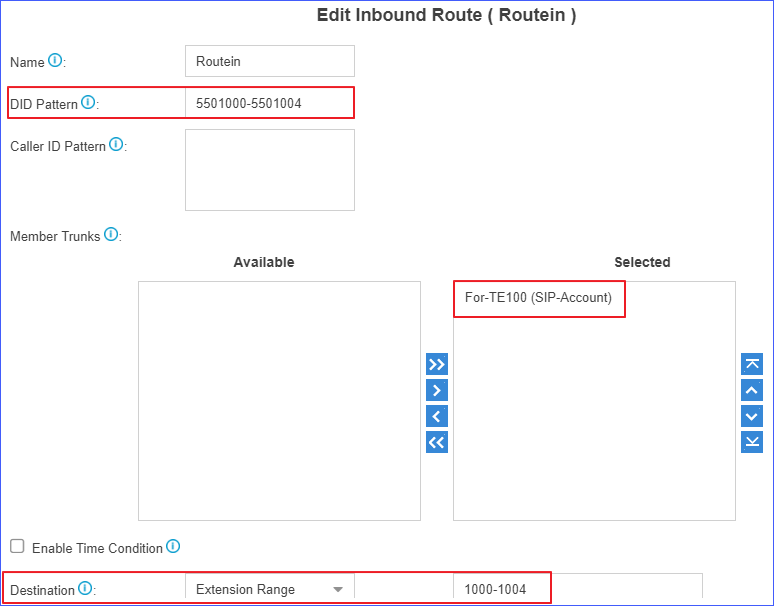 Edit Inbound Route ( Routein )
Name : Routein
DID Pattern : 5501000-5501004
Caller ID Pattern :
Member Trunks :
Available Selected
For-TE100 (SIP-Account)
Enable Time Condition
Destination : Extension Range 1000-1004